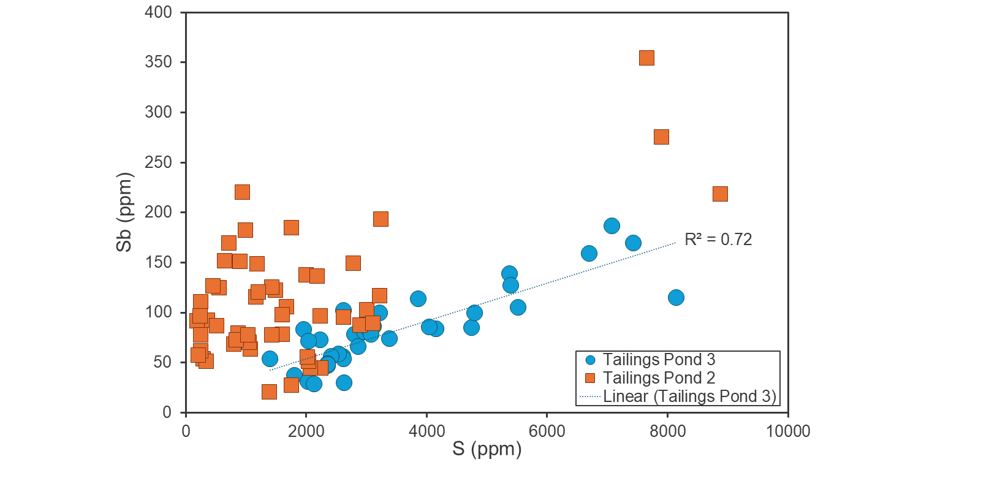 400
350
300
250
200
150
100
50
0
Sb (ppm)
R² = 0.72
Tailings Pond 3
Tailings Pond 2
Linear (Tailings Pond 3)
0 2000 4000 6000 8000 10000
S (ppm)